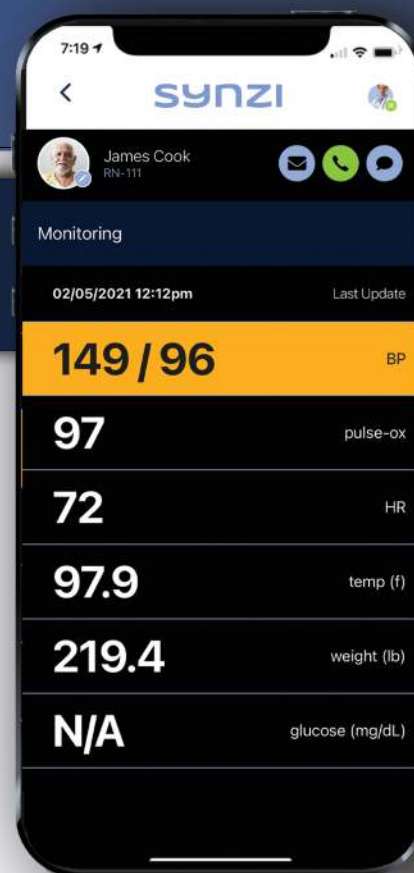 7:19
SYNZI
James Cook
RN-111
Monitoring
02/05/2021 12:12pm Last Update
149/96 BP
97 pulse-ox
72 HR
97.9 temp (f)
219.4 weight (lb)
N/A glucose (mg/dL)